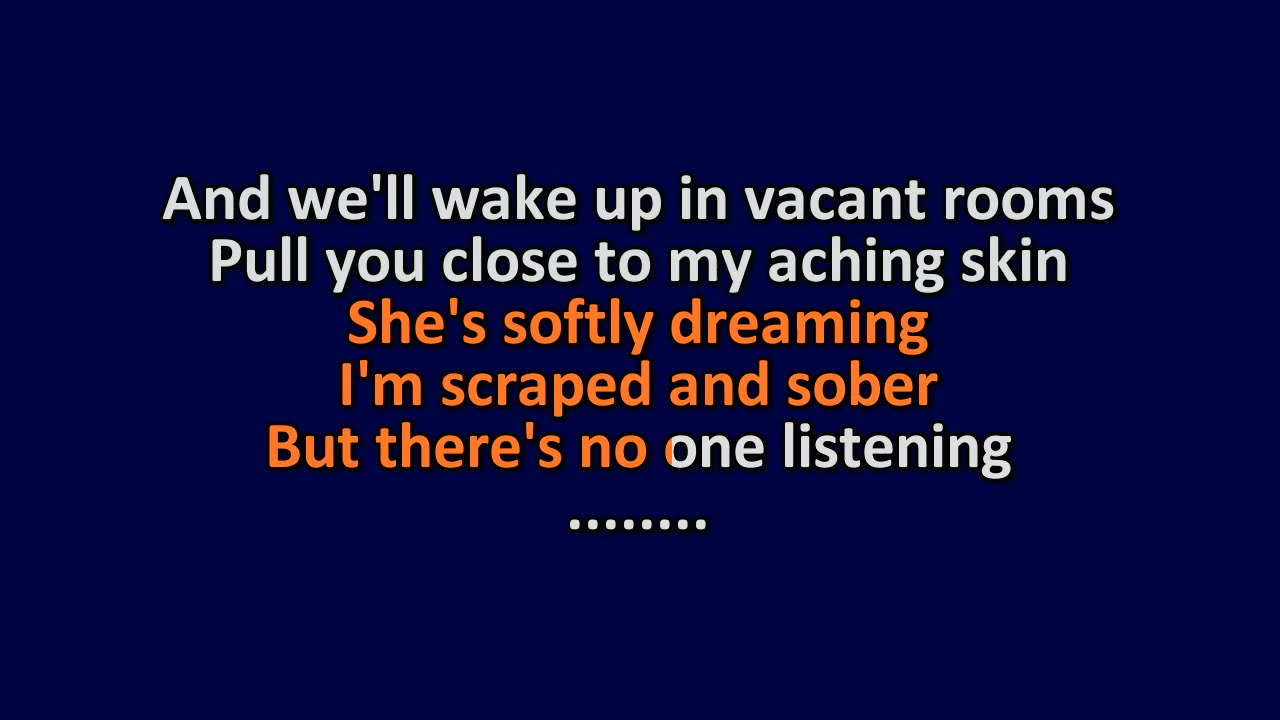 And we'll wake up in vacant rooms
Pull you close to my aching skin
She's softly dreaming
I'm scraped and sober
But there's no one listening
........